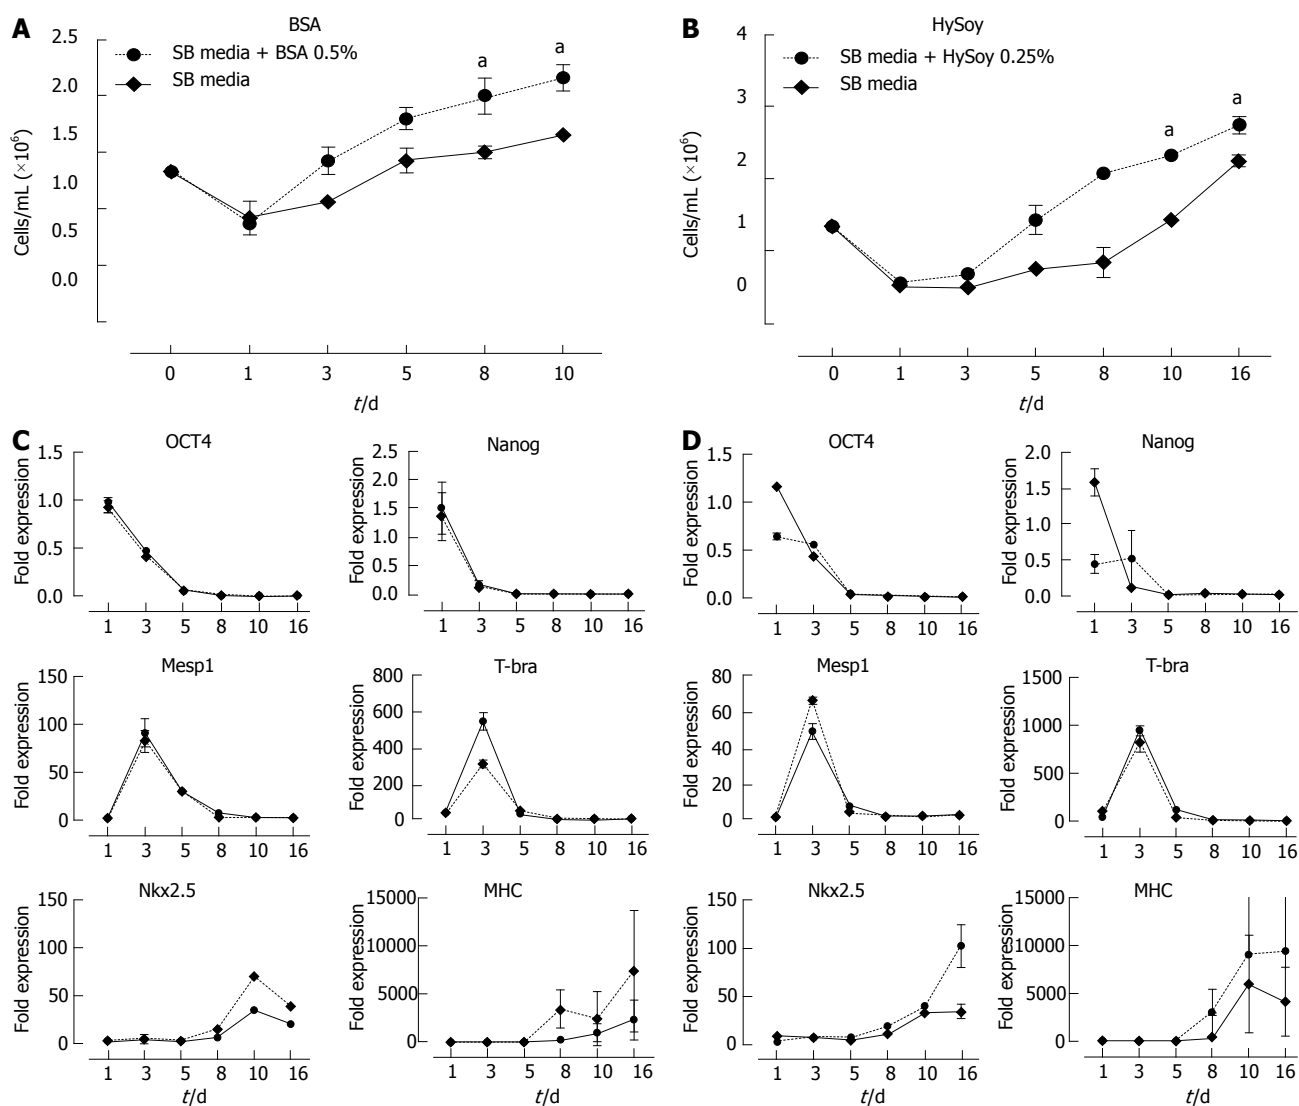 A
BSA
2.5
2.0
1.5
1.0
0.5
0.0
Cells/mL (×10⁶)
SB media + BSA 0.5%
SB media
a
a
0 1 3 5 8 10
t/d
B
HySoy
4
3
2
1
0
Cells/mL (×10⁶)
SB media + HySoy 0.25%
SB media
a
a
0 1 3 5 8 10 16
t/d
C
OCT4
1.5
1.0
0.5
0.0
Fold expression
1 3 5 8 10 16
Nanog
2.5
2.0
1.5
1.0
0.5
0.0
Fold expression
1 3 5 8 10 16
Mesp1
150
100
50
0
Fold expression
1 3 5 8 10 16
T-bra
800
600
400
200
0
Fold expression
1 3 5 8 10 16
Nkx2.5
150
100
50
0
Fold expression
1 3 5 8 10 16
t/d
MHC
15000
10000
5000
0
Fold expression
1 3 5 8 10 16
t/d
D
OCT4
1.5
1.0
0.5
0.0
Fold expression
1 3 5 8 10 16
Nanog
2.0
1.5
1.0
0.5
0.0
Fold expression
1 3 5 8 10 16
Mesp1
80
60
40
20
0
Fold expression
1 3 5 8 10 16
T-bra
1500
1000
500
0
Fold expression
1 3 5 8 10 16
Nkx2.5
150
100
50
0
Fold expression
1 3 5 8 10 16
t/d
MHC
15000
10000
5000
0
Fold expression
1 3 5 8 10 16
t/d